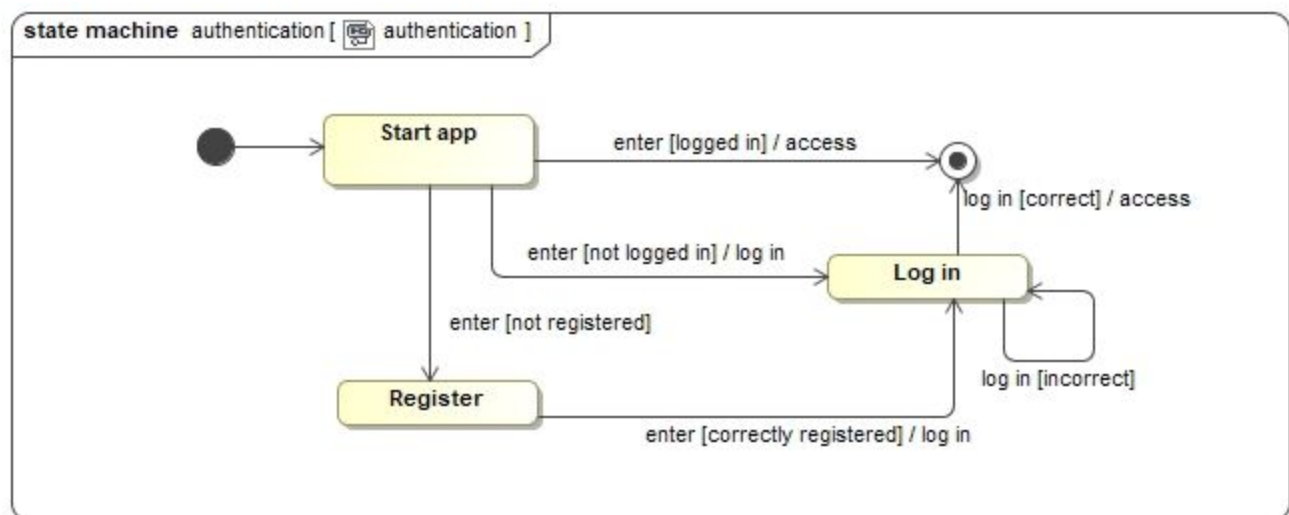 state machine authentication [ authentication ]
Start app
enter [logged in] / access
log in [correct] / access
enter [not logged in] / log in
Log in
enter [not registered]
log in [incorrect]
Register
enter [correctly registered] / log in